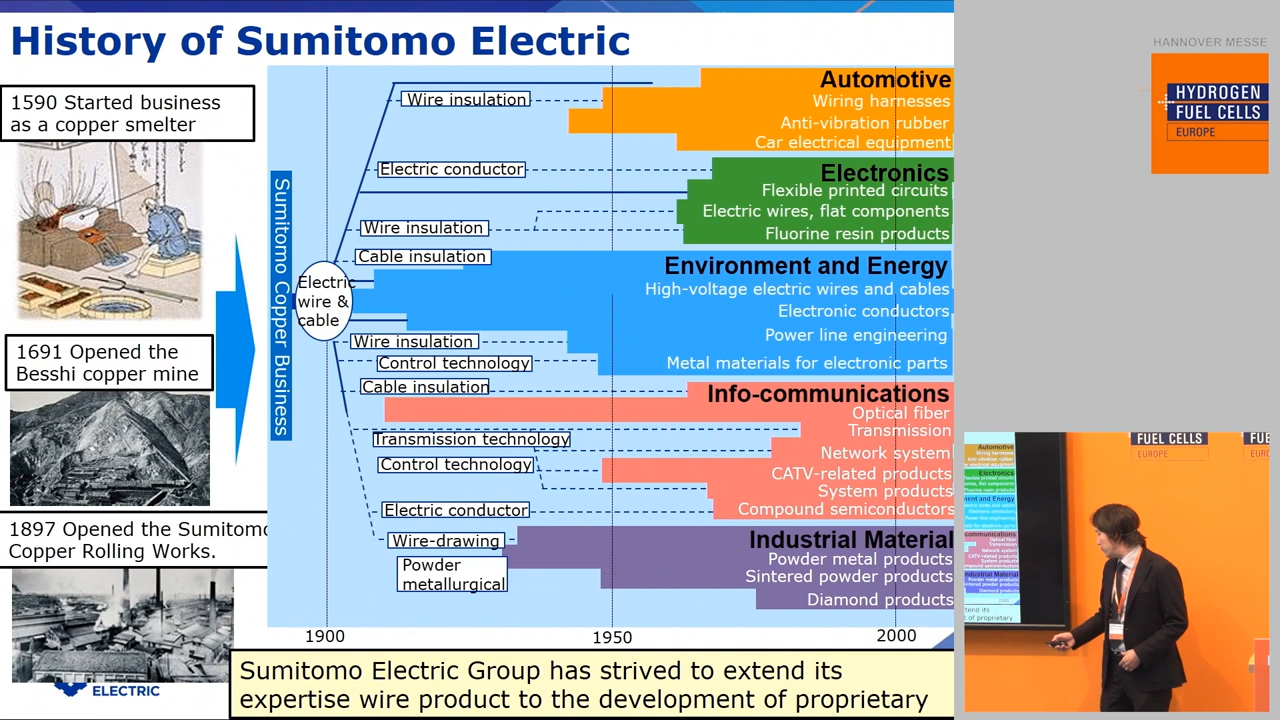 History of Sumitomo Electric
1590 Started business
as a copper smelter
1691 Opened the
Besshi copper mine
1897 Opened the Sumitomo
Copper Rolling Works.
ELECTRIC
Sumitomo Copper Business
Electric
wire &
cable
Wire insulation
Electric conductor
Wire insulation
Cable insulation
Wire insulation
Control technology
Cable insulation
Transmission technology
Control technology
Electric conductor
Wire-drawing
Powder
metallurgical
Automotive
Wiring harnesses
Anti-vibration rubber
Car electrical equipment
Electronics
Flexible printed circuits
Electric wires, flat components
Fluorine resin products
Environment and Energy
High-voltage electric wires and cables
Electronic conductors
Power line engineering
Metal materials for electronic parts
Info-communications
Optical fiber
Transmission
Network system
CATV-related products
System products
Compound semiconductors
Industrial Material
Powder metal products
Sintered powder products
Diamond products
1900
1950
2000
Sumitomo Electric Group has strived to extend its
expertise wire product to the development of proprietary
HANNOVER MESSE
HYDROGEN
FUEL CELLS
EUROPE
FUEL CELLS
EUROPE